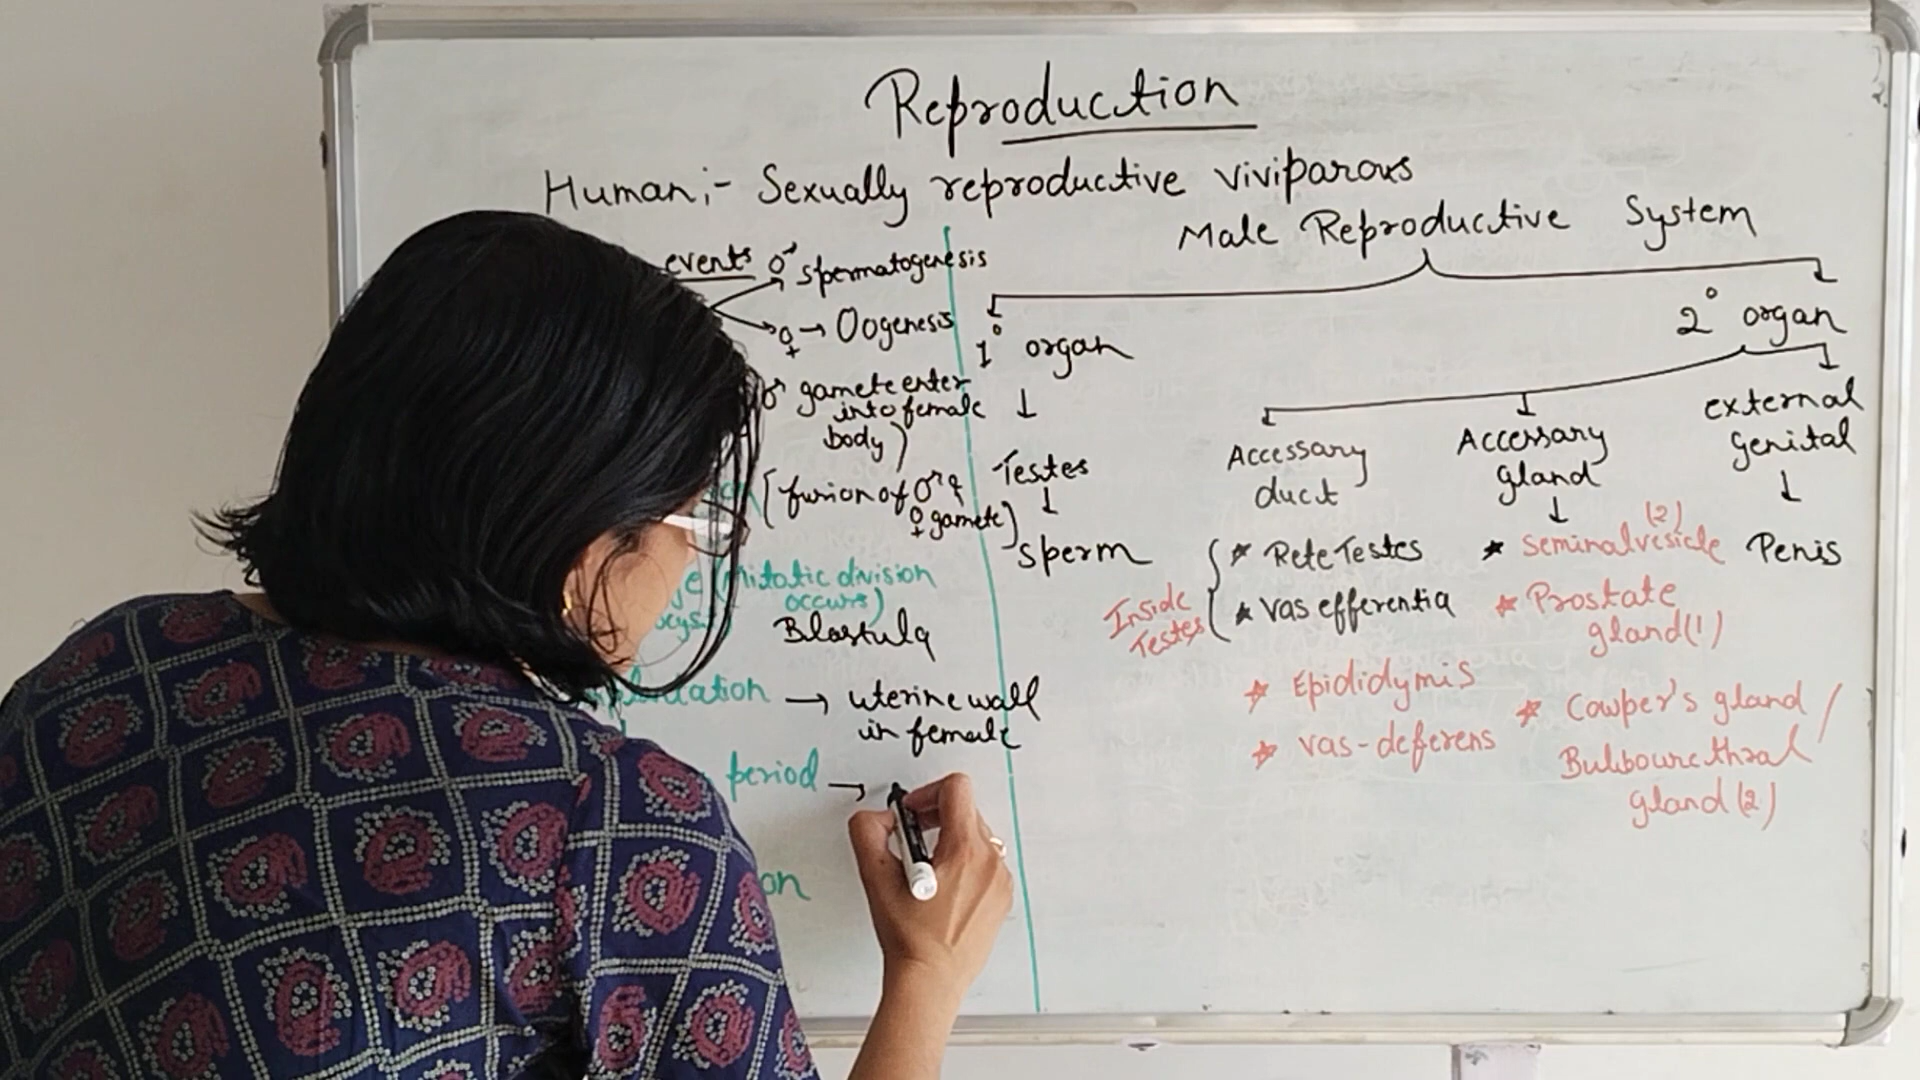 Reproduction
Human;- Sexually reproductive viviparous
events ♂ spermatogenesis
♀ → Oogenesis
♂ gamete enter
into female
body)
[fusion of ♂ &
♀ gamete]
(Mitotic division
occurs)
Blastula
→ uterine wall
in female
period →
Male Reproductive System
1° organ
↓
Testes
↓
Sperm
2° organ
Accessary
duct
Inside
Testes
★ Rete Testes
★ Vas efferentia
★ Epididymis
★ Vas-deferens
Accessary
gland
↓
★ Seminal vesicle (2)
★ Prostate
gland(1)
★ Cowper's gland /
Bulbourethral
gland (2)
external
genital
↓
Penis